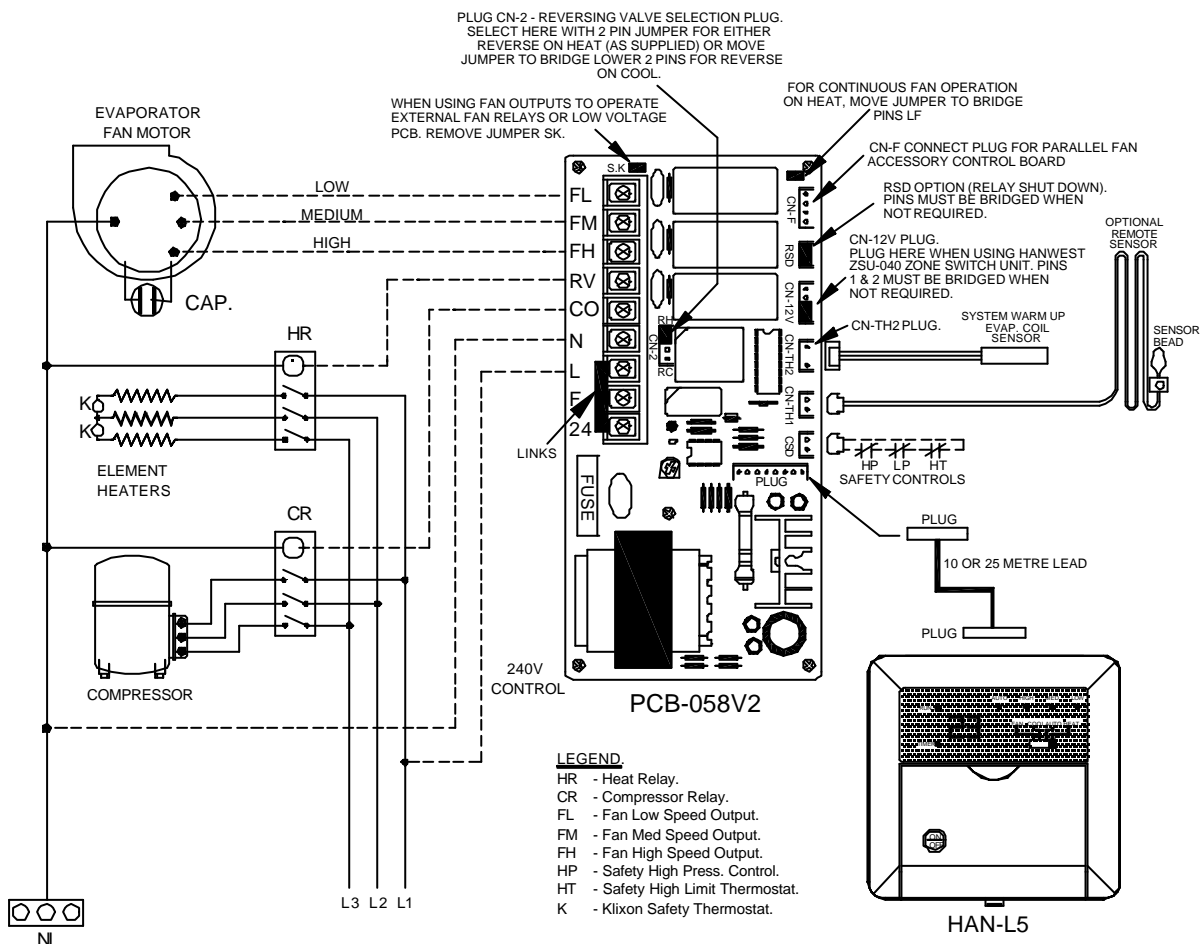 PLUG CN-2 - REVERSING VALVE SELECTION PLUG.
SELECT HERE WITH 2 PIN JUMPER FOR EITHER
REVERSE ON HEAT (AS SUPPLIED) OR MOVE
JUMPER TO BRIDGE LOWER 2 PINS FOR REVERSE
ON COOL.
FOR CONTINUOUS FAN OPERATION
ON HEAT, MOVE JUMPER TO BRIDGE
PINS LF
WHEN USING FAN OUTPUTS TO OPERATE
EXTERNAL FAN RELAYS OR LOW VOLTAGE
PCB. REMOVE JUMPER SK.
EVAPORATOR
FAN MOTOR
CN-F CONNECT PLUG FOR PARALLEL FAN
ACCESSORY CONTROL BOARD
RSD OPTION (RELAY SHUT DOWN).
PINS MUST BE BRIDGED WHEN
NOT REQUIRED.
CN-12V PLUG.
PLUG HERE WHEN USING HANWEST
ZSU-040 ZONE SWITCH UNIT. PINS
1 & 2 MUST BE BRIDGED WHEN
NOT REQUIRED.
OPTIONAL
REMOTE
SENSOR
S.K
LOW
MEDIUM
HIGH
FL
FM
FH
RV
CO
N
L
F
24
CN-F
RSD
CN-12V
CN-TH2
CN-TH1
CSD
RH
CN-2
RC
CAP.
CN-TH2 PLUG.
SYSTEM WARM UP
EVAP. COIL
SENSOR
SENSOR
BEAD
HR
K
K
ELEMENT
HEATERS
LINKS
FUSE
PLUG
HP LP HT
SAFETY CONTROLS
PLUG
10 OR 25 METRE LEAD
PLUG
CR
COMPRESSOR
240V
CONTROL
PCB-058V2
LEGEND.
HR - Heat Relay.
CR - Compressor Relay.
FL - Fan Low Speed Output.
FM - Fan Med Speed Output.
FH - Fan High Speed Output.
HP - Safety High Press. Control.
HT - Safety High Limit Thermostat.
K - Klixon Safety Thermostat.
L3 L2 L1
ON
OFF
HAN-L5